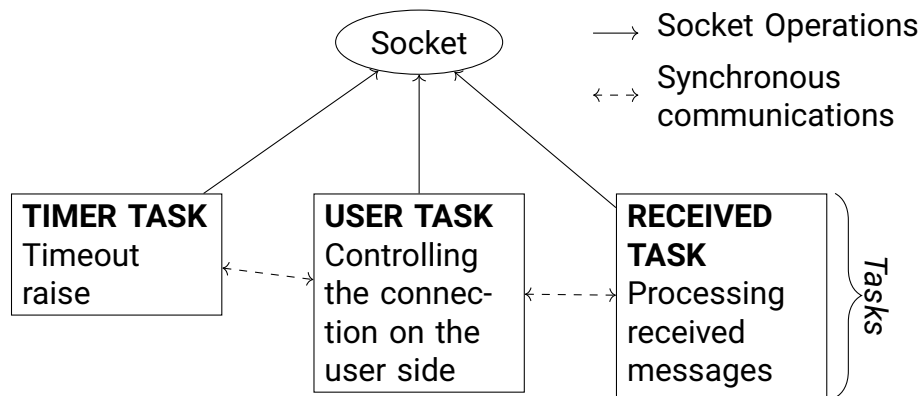 Socket
Socket Operations
Synchronous
communications
TIMER TASK
Timeout
raise
USER TASK
Controlling
the connec-
tion on the
user side
RECEIVED
TASK
Processing
received
messages
Tasks